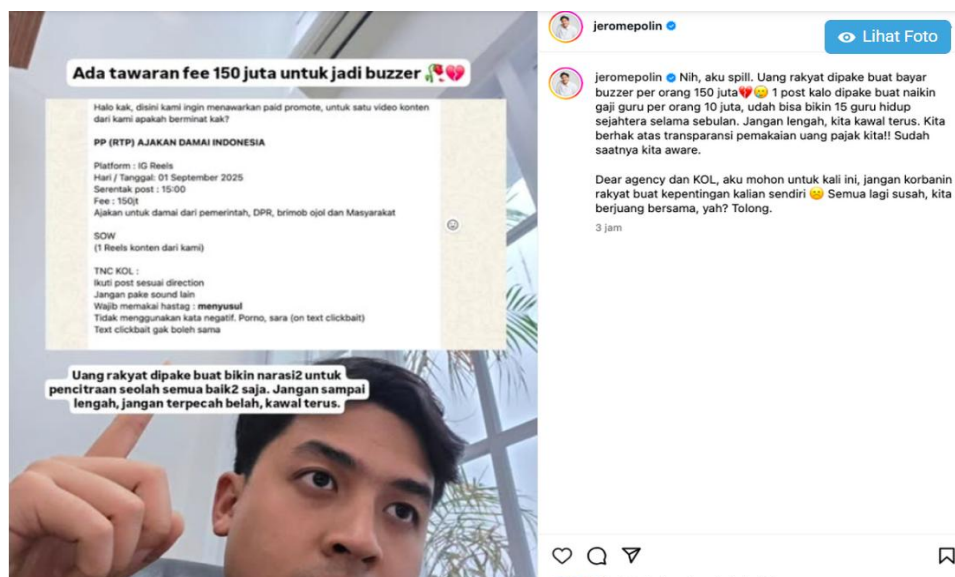 Ada tawaran fee 150 juta untuk jadi buzzer 🥀💔
Halo kak, disini kami ingin menawarkan paid promote, untuk satu video konten
dari kami apakah berminat kak?
PP (RTP) AJAKAN DAMAI INDONESIA
Platform : IG Reels
Hari / Tanggal: 01 September 2025
Serentak post : 15:00
Fee : 150jt
Ajakan untuk damai dari pemerintah, DPR, brimob ojol dan Masyarakat
SOW
(1 Reels konten dari kami)
TNC KOL :
Ikuti post sesuai direction
Jangan pake sound lain
Wajib memakai hastag : menyusul
Tidak menggunakan kata negatif. Porno, sara (on text clickbait)
Text clickbait gak boleh sama
Uang rakyat dipake buat bikin narasi2 untuk
pencitraan seolah semua baik2 saja. Jangan sampai
lengah, jangan terpecah belah, kawal terus.
jeromepolin
Lihat Foto
jeromepolin Nih, aku spill. Uang rakyat dipake buat bayar
buzzer per orang 150 juta💔🥲 1 post kalo dipake buat naikin
gaji guru per orang 10 juta, udah bisa bikin 15 guru hidup
sejahtera selama sebulan. Jangan lengah, kita kawal terus. Kita
berhak atas transparansi pemakaian uang pajak kita!! Sudah
saatnya kita aware.
Dear agency dan KOL, aku mohon untuk kali ini, jangan korbanin
rakyat buat kepentingan kalian sendiri 🙁 Semua lagi susah, kita
berjuang bersama, yah? Tolong.
3 jam